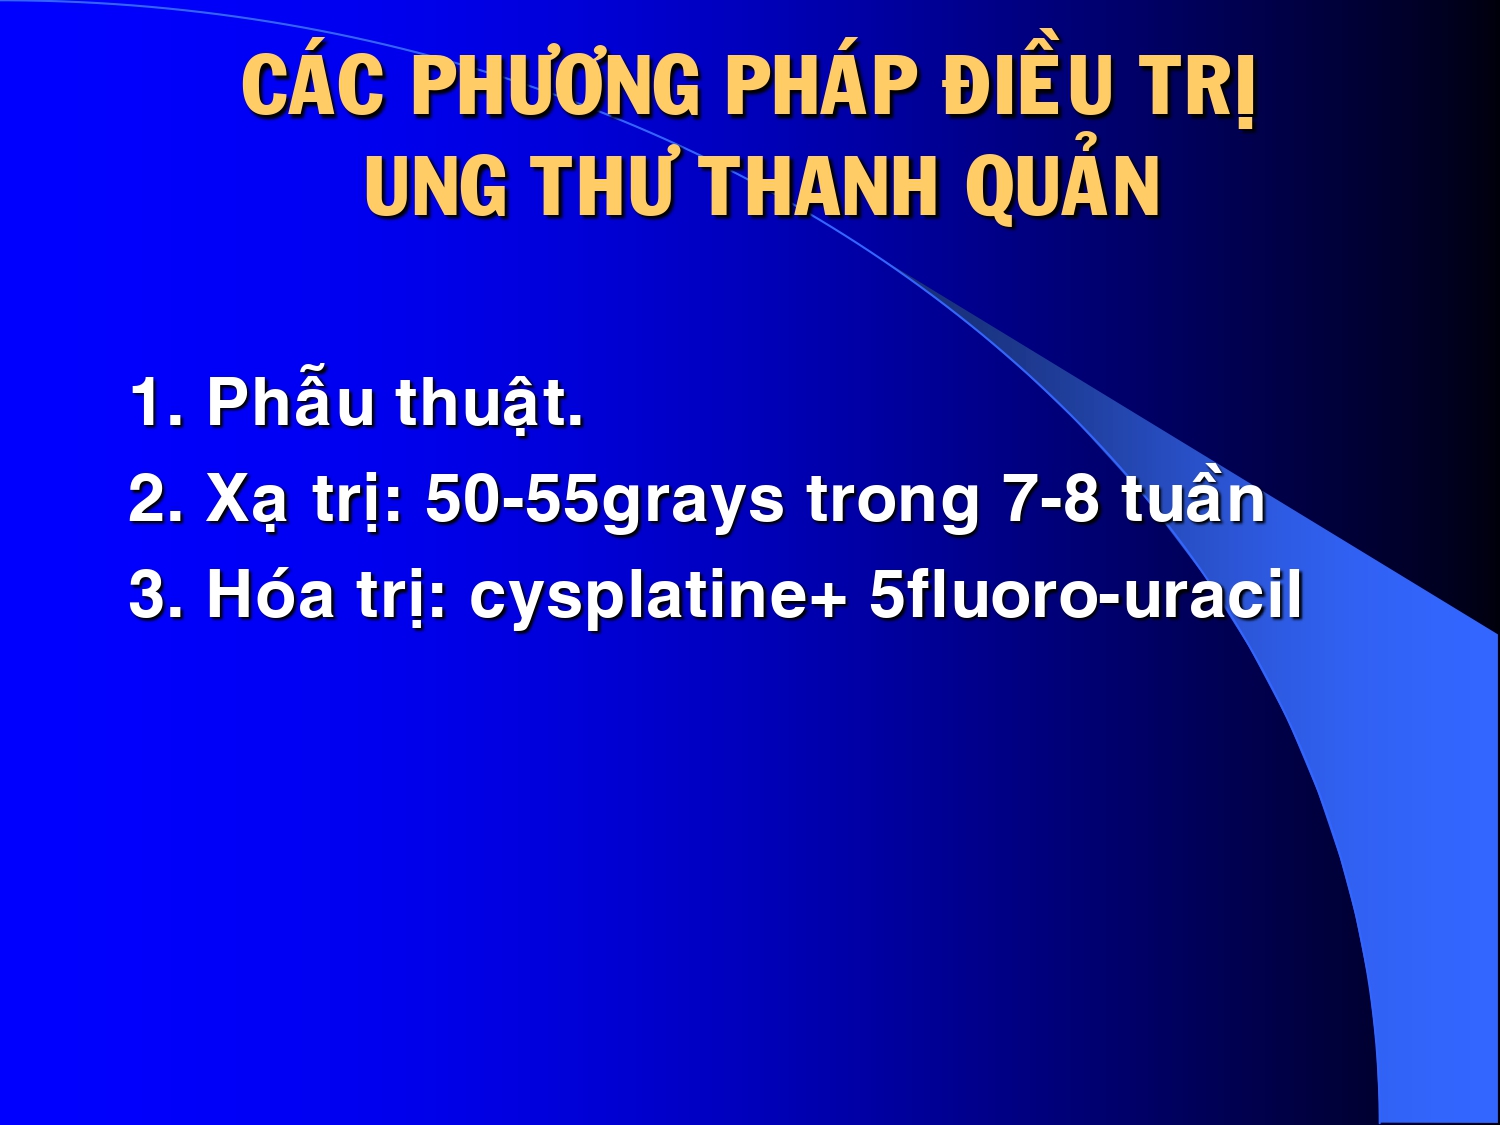 CÁC PHƯƠNG PHÁP ĐIỀU TRỊ
UNG THƯ THANH QUẢN
1. Phẫu thuật.
2. Xạ trị: 50-55grays trong 7-8 tuần
3. Hóa trị: cysplatine+ 5fluoro-uracil